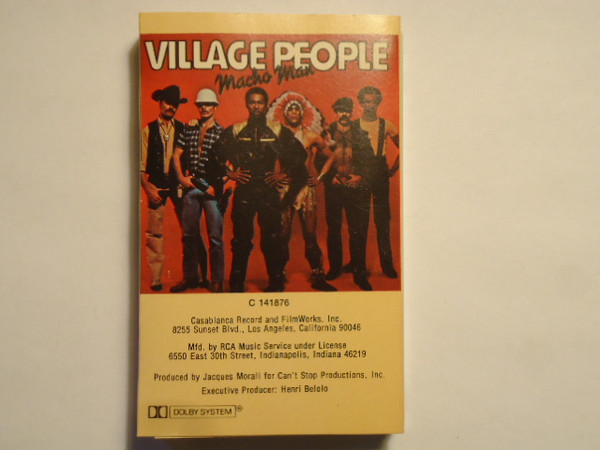 VILLAGE PEOPLE
Macho Man
C 141876
Casablanca Record and FilmWorks, Inc.
8255 Sunset Blvd., Los Angeles, California 90046
Mfd. by RCA Music Service under License
6550 East 30th Street, Indianapolis, Indiana 46219
Produced by Jacques Morali for Can't Stop Productions, Inc.
Executive Producer: Henri Belolo
DOLBY SYSTEM®